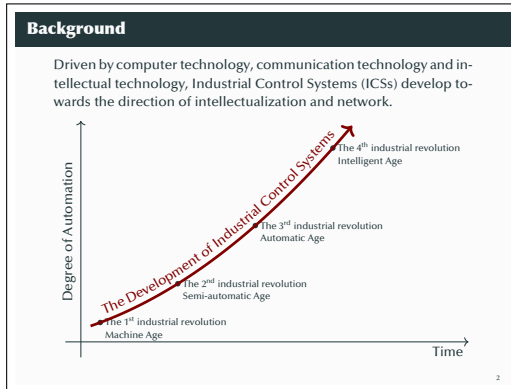 Background
Driven by computer technology, communication technology and in-
tellectual technology, Industrial Control Systems (ICSs) develop to-
wards the direction of intellectualization and network.
Degree of Automation
The Development of Industrial Control Systems
The 4th industrial revolution
Intelligent Age
The 3rd industrial revolution
Automatic Age
The 2nd industrial revolution
Semi-automatic Age
The 1st industrial revolution
Machine Age
Time
2